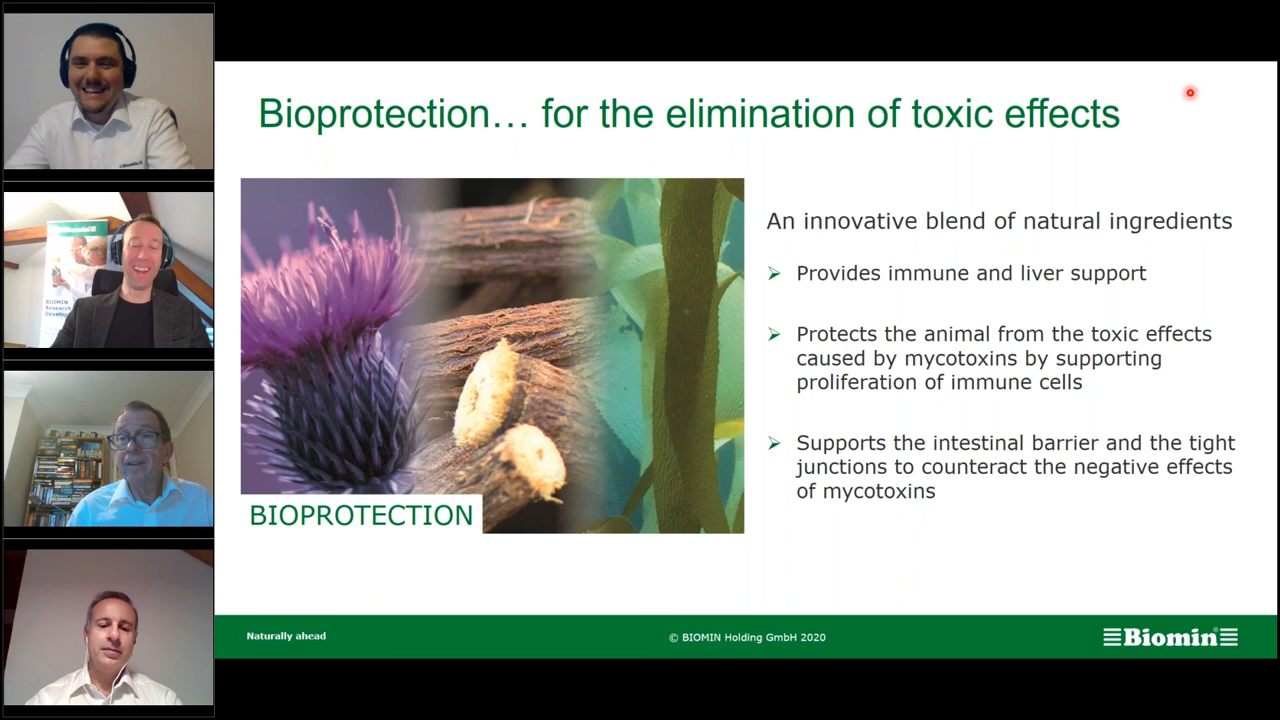 Bioprotection… for the elimination of toxic effects
An innovative blend of natural ingredients
Provides immune and liver support
Protects the animal from the toxic effects
caused by mycotoxins by supporting
proliferation of immune cells
Supports the intestinal barrier and the tight
junctions to counteract the negative effects
of mycotoxins
BIOPROTECTION
Naturally ahead
© BIOMIN Holding GmbH 2020
Biomin®
BIOMIN
Research